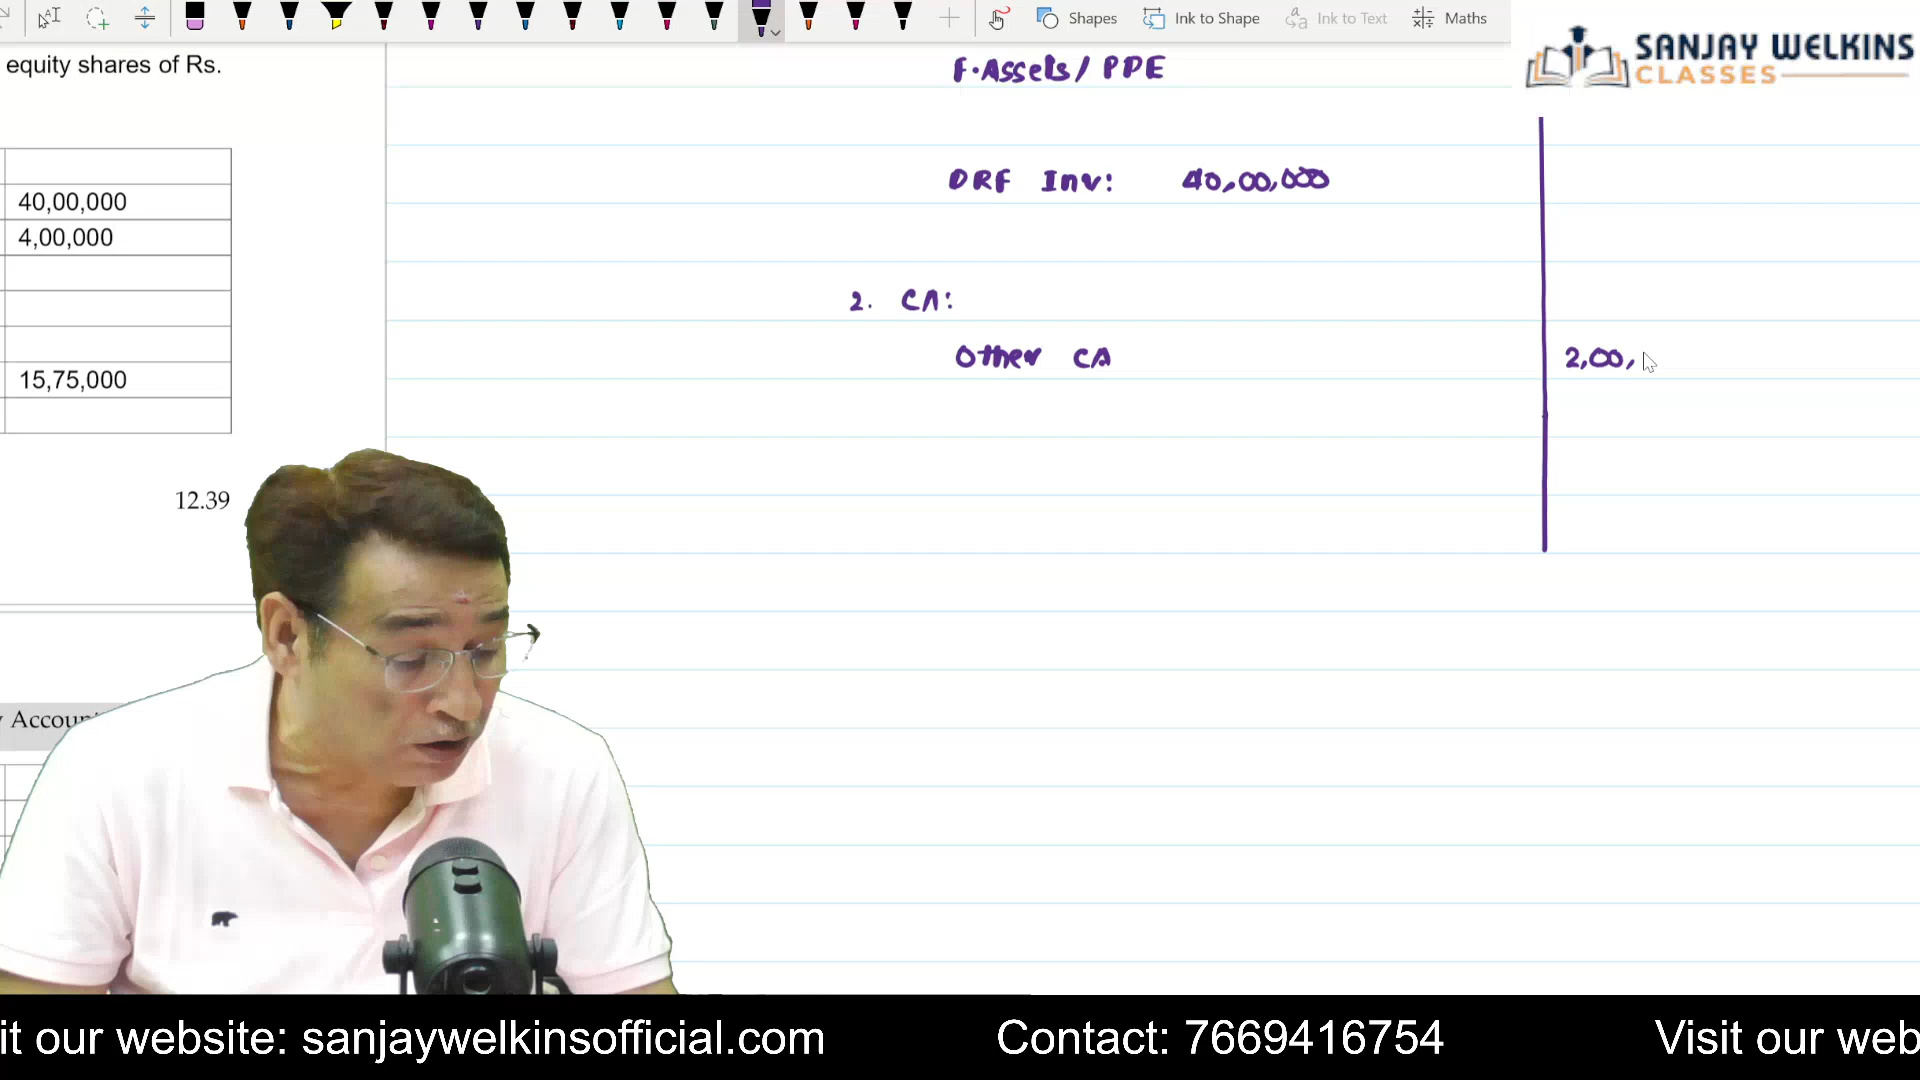 Shapes
Ink to Shape
Ink to Text
Maths
SANJAY WELKINS
CLASSES
equity shares of Rs.
40,00,000
4,00,000
15,75,000
12.39
F.Assets/ PPE
DRF Inv: 40,00,000
2. CA:
Other CA 2,00,
it our website: sanjaywelkinsofficial.com
Contact: 7669416754
Visit our web